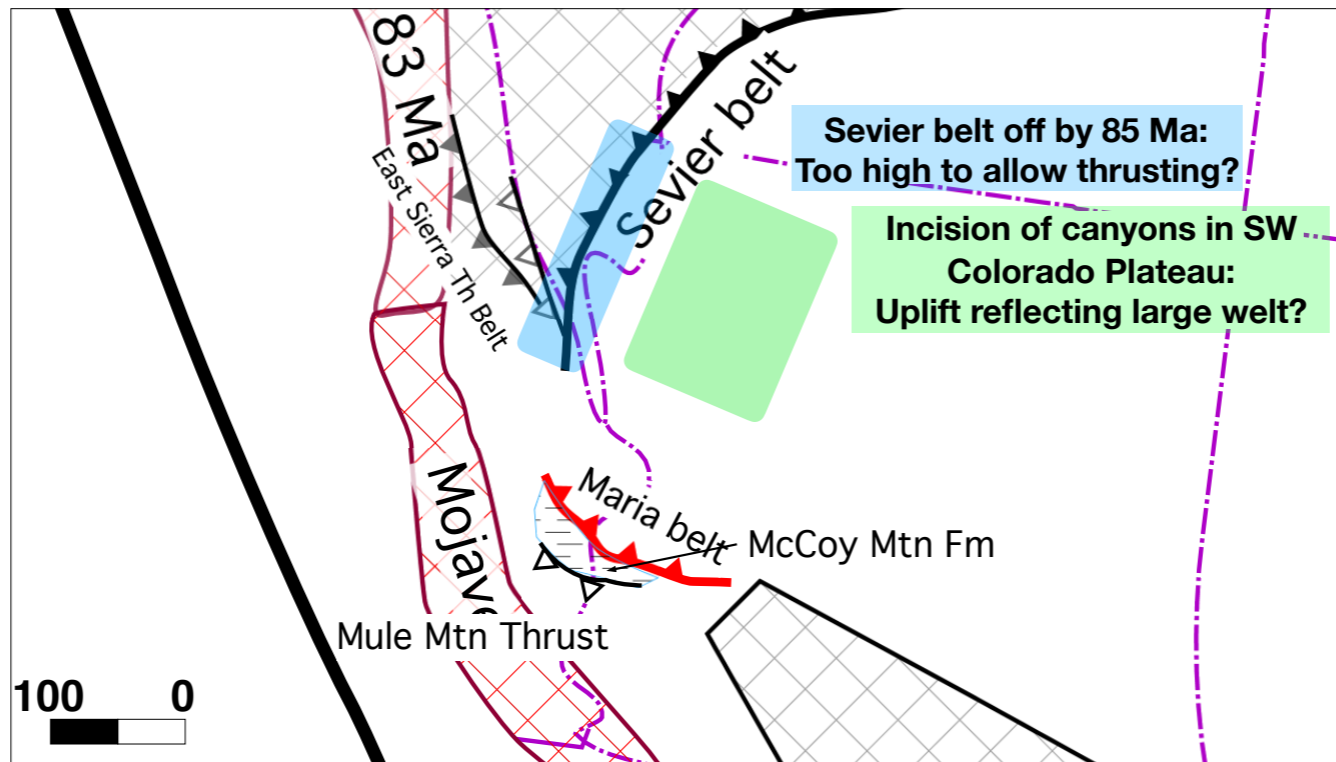 83 Ma
East Sierra Th Belt
Sevier belt
Sevier belt off by 85 Ma:
Too high to allow thrusting?
Incision of canyons in SW
Colorado Plateau:
Uplift reflecting large welt?
Mojave
Maria belt
McCoy Mtn Fm
Mule Mtn Thrust
100 0